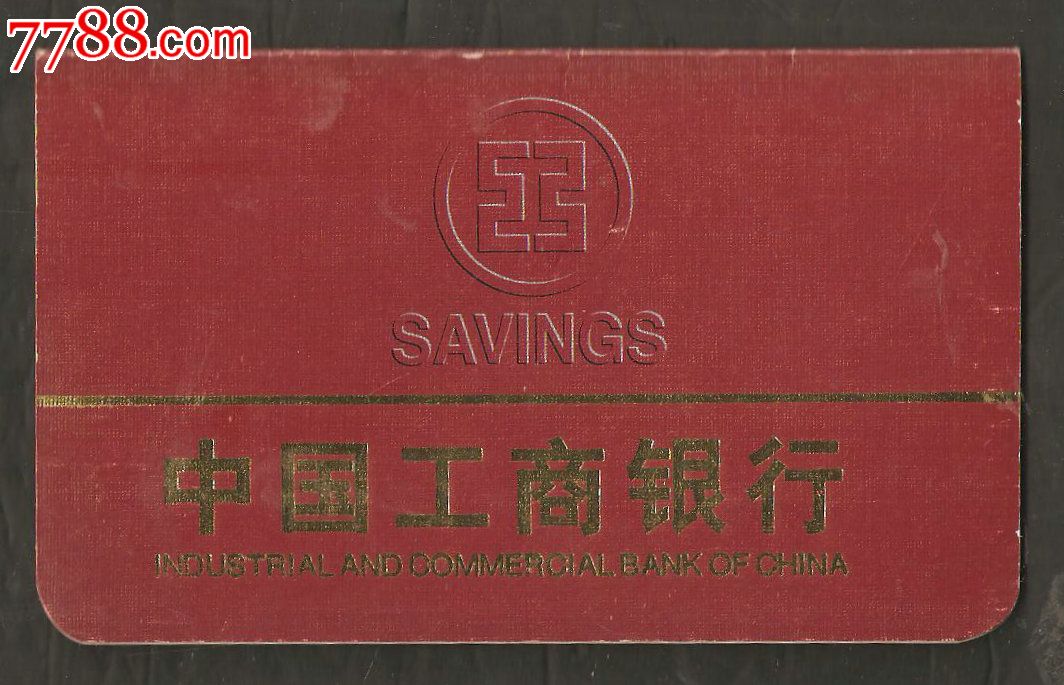 7788.com
SAVINGS
中国工商银行
INDUSTRIAL AND COMMERCIAL BANK OF CHINA